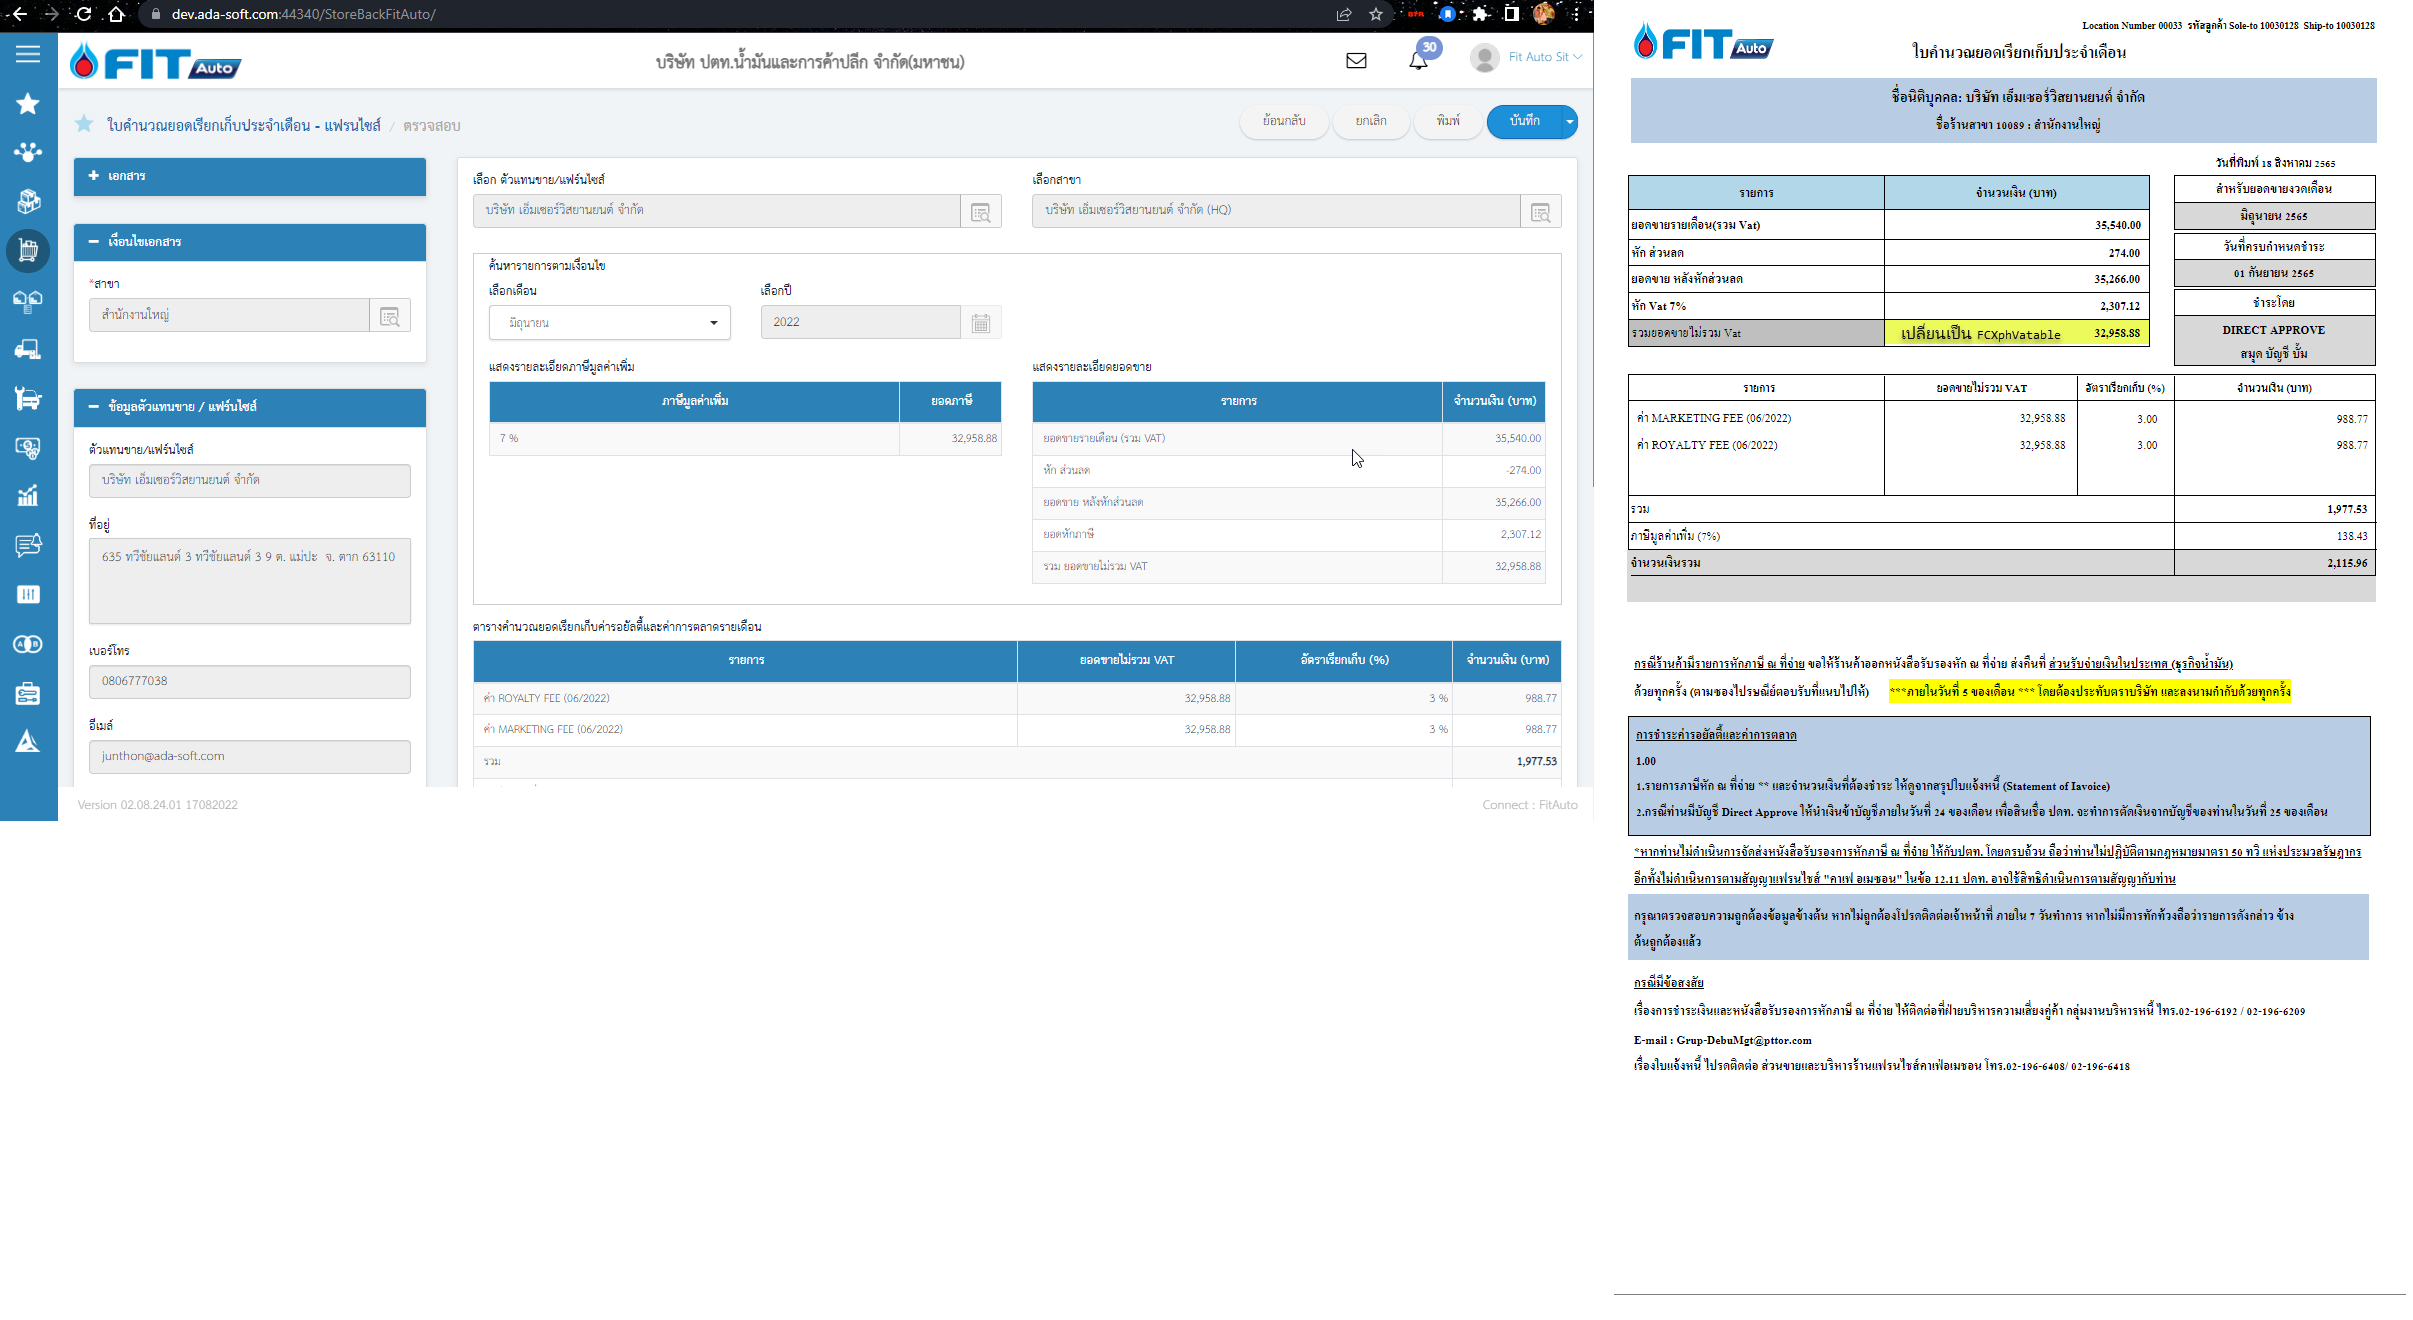 dev.ada-soft.com:44340/StoreBackFitAuto/
FIT Auto
บริษัท ปตท.น้ำมันและการค้าปลีก จำกัด(มหาชน)
30
Fit Auto Sit
ใบคำนวณยอดเรียกเก็บประจำเดือน - แฟรนไชส์ / ตรวจสอบ
ย้อนกลับ
ยกเลิก
พิมพ์
บันทึก
เอกสาร
เงื่อนไขเอกสาร
*สาขา
สำนักงานใหญ่
ข้อมูลตัวแทนขาย / แฟรนไชส์
ตัวแทนขาย/แฟรนไชส์
บริษัท เอ็มเซอร์วิสยานยนต์ จำกัด
ที่อยู่
635 ทวีชัยแลนด์ 3 ทวีชัยแลนด์ 3 9 ต. แม่ปะ จ. ตาก 63110
เบอร์โทร
0806777038
อีเมล์
junthon@ada-soft.com
เลือก ตัวแทนขาย/แฟร์นไซส์
เลือกสาขา
บริษัท เอ็มเซอร์วิสยานยนต์ จำกัด
บริษัท เอ็มเซอร์วิสยานยนต์ จำกัด (HQ)
ค้นหารายการตามเงื่อนไข
เลือกเดือน
เลือกปี
มิถุนายน
2022
แสดงรายละเอียดภาษีมูลค่าเพิ่ม
ภาษีมูลค่าเพิ่ม ยอดภาษี
7 % 32,958.88
แสดงรายละเอียดยอดขาย
รายการ จำนวนเงิน (บาท)
ยอดขายรายเดือน (รวม VAT) 35,540.00
หัก ส่วนลด -274.00
ยอดขาย หลังหักส่วนลด 35,266.00
ยอดหักภาษี 2,307.12
รวม ยอดขายไม่รวม VAT 32,958.88
ตารางคำนวณยอดเรียกเก็บค่ารอยัลตี้และค่าการตลาดรายเดือน
รายการ ยอดขายไม่รวม VAT อัตราเรียกเก็บ (%) จำนวนเงิน (บาท)
ค่า ROYALTY FEE (06/2022) 32,958.88 3 % 988.77
ค่า MARKETING FEE (06/2022) 32,958.88 3 % 988.77
รวม 1,977.53
Version 02.08.24.01 17082022
Connect : FitAuto
FIT Auto
Location Number 00033 รหัสลูกค้า Sole-to 10030128 Ship-to 10030128
ใบคำนวณยอดเรียกเก็บประจำเดือน
ชื่อนิติบุคคล: บริษัท เอ็มเซอร์วิสยานยนต์ จำกัด
ชื่อร้านสาขา 10089 : สำนักงานใหญ่
วันที่พิมพ์ 18 สิงหาคม 2565
รายการ จำนวนเงิน (บาท)
ยอดขายรายเดือน(รวม Vat) 35,540.00
หัก ส่วนลด 274.00
ยอดขาย หลังหักส่วนลด 35,266.00
หัก Vat 7% 2,307.12
รวมยอดขายไม่รวม Vat เปลี่ยนเป็น FCXphVatable 32,958.88
สำหรับยอดขายงวดเดือน
มิถุนายน 2565
วันที่ครบกำหนดชำระ
01 กันยายน 2565
ชำระโดย
DIRECT APPROVE
สมุด บัญชี ปั้ม
รายการ ยอดขายไม่รวม VAT อัตราเรียกเก็บ (%) จำนวนเงิน (บาท)
ค่า MARKETING FEE (06/2022) 32,958.88 3.00 988.77
ค่า ROYALTY FEE (06/2022) 32,958.88 3.00 988.77
รวม 1,977.53
ภาษีมูลค่าเพิ่ม (7%) 138.43
จำนวนเงินรวม 2,115.96
กรณีร้านค้ามีรายการหักภาษี ณ ที่จ่าย ขอให้ร้านค้าออกหนังสือรับรองหัก ณ ที่จ่าย ส่งคืนที่ ส่วนรับจ่ายเงินในประเทศ (ธุรกิจน้ำมัน)
ด้วยทุกครั้ง (ตามซองไปรษณีย์ตอบรับที่แนบไปให้) ***ภายในวันที่ 5 ของเดือน *** โดยต้องประทับตราบริษัท และลงนามกำกับด้วยทุกครั้ง
การชำระค่ารอยัลตี้และค่าการตลาด
1.00
1.รายการภาษีหัก ณ ที่จ่าย ** และจำนวนเงินที่ต้องชำระ ให้ดูจากสรุปใบแจ้งหนี้ (Statement of Iavoice)
2.กรณีท่านมีบัญชี Direct Approve ให้นำเงินเข้าบัญชีภายในวันที่ 24 ของเดือน เพื่อสินเชื่อ ปตท. จะทำการตัดเงินจากบัญชีของท่านในวันที่ 25 ของเดือน
*หากท่านไม่ดำเนินการจัดส่งหนังสือรับรองการหักภาษี ณ ที่จ่าย ให้กับปตท. โดยครบถ้วน ถือว่าท่านไม่ปฏิบัติตามกฎหมายมาตรา 50 ทวิ แห่งประมวลรัษฎากร
อีกทั้งไม่ดำเนินการตามสัญญาแฟรนไชส์ "คาเฟ่ อเมซอน" ในข้อ 12.11 ปตท. อาจใช้สิทธิดำเนินการตามสัญญากับท่าน
กรุณาตรวจสอบความถูกต้องข้อมูลข้างต้น หากไม่ถูกต้องโปรดติดต่อเจ้าหน้าที่ ภายใน 7 วันทำการ หากไม่มีการทักท้วงถือว่ารายการดังกล่าว ข้าง
ต้นถูกต้องแล้ว
กรณีมีข้อสงสัย
เรื่องการชำระเงินและหนังสือรับรองการหักภาษี ณ ที่จ่าย ให้ติดต่อที่ฝ่ายบริหารความเสี่ยงคู่ค้า กลุ่มงานบริหารหนี้ โทร.02-196-6192 / 02-196-6209
E-mail : Grup-DebuMgt@pttor.com
เรื่องใบแจ้งหนี้ โปรดติดต่อ ส่วนขายและบริหารร้านแฟรนไชส์คาเฟ่อเมซอน โทร.02-196-6408/ 02-196-6418